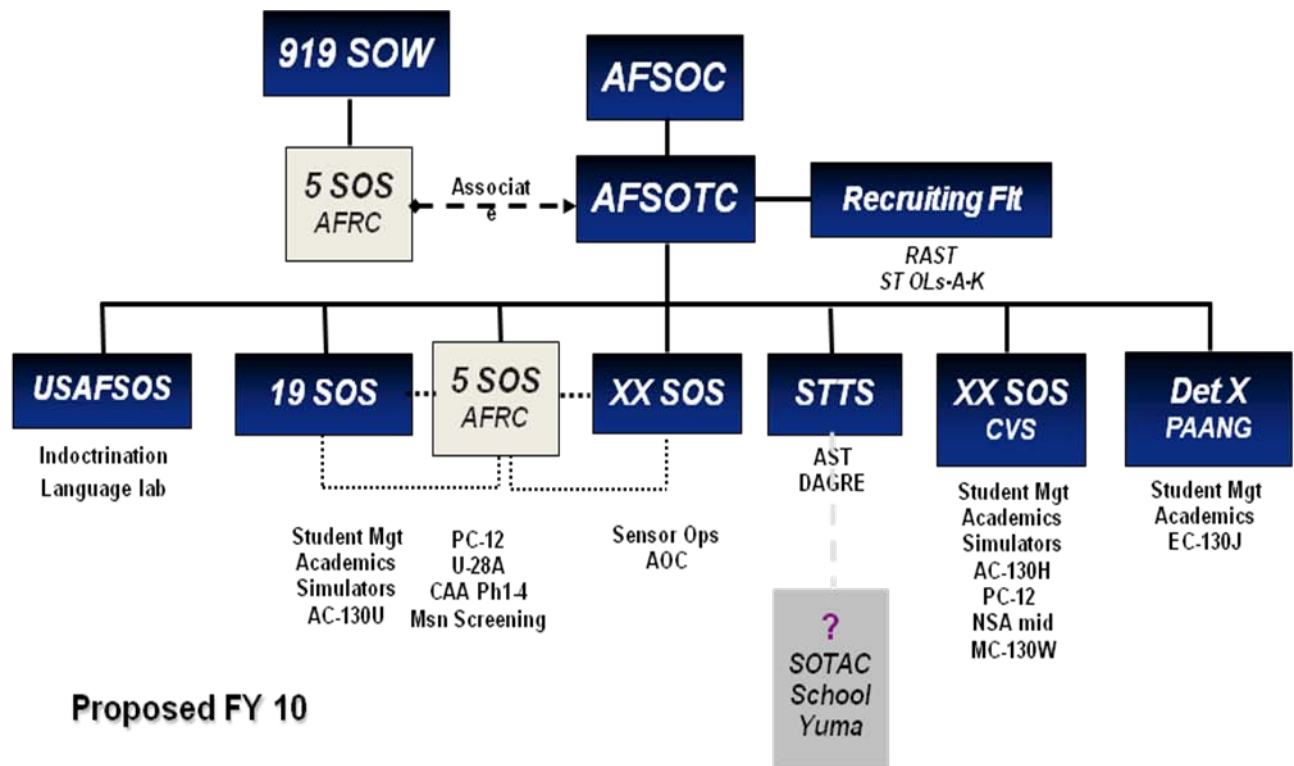 919 SOW
AFSOC
5 SOS
AFRC
Associat
e
AFSOTC
Recruiting Flt
RAST
ST OLs-A-K
USAFSOS
Indoctrination
Language lab
19 SOS
Student Mgt
Academics
Simulators
AC-130U
5 SOS
AFRC
PC-12
U-28A
CAA Ph1-4
Msn Screening
XX SOS
Sensor Ops
AOC
STTS
AST
DAGRE
?
SOTAC
School
Yuma
XX SOS
CVS
Student Mgt
Academics
Simulators
AC-130H
PC-12
NSA mid
MC-130W
Det X
PAANG
Student Mgt
Academics
EC-130J
Proposed FY 10